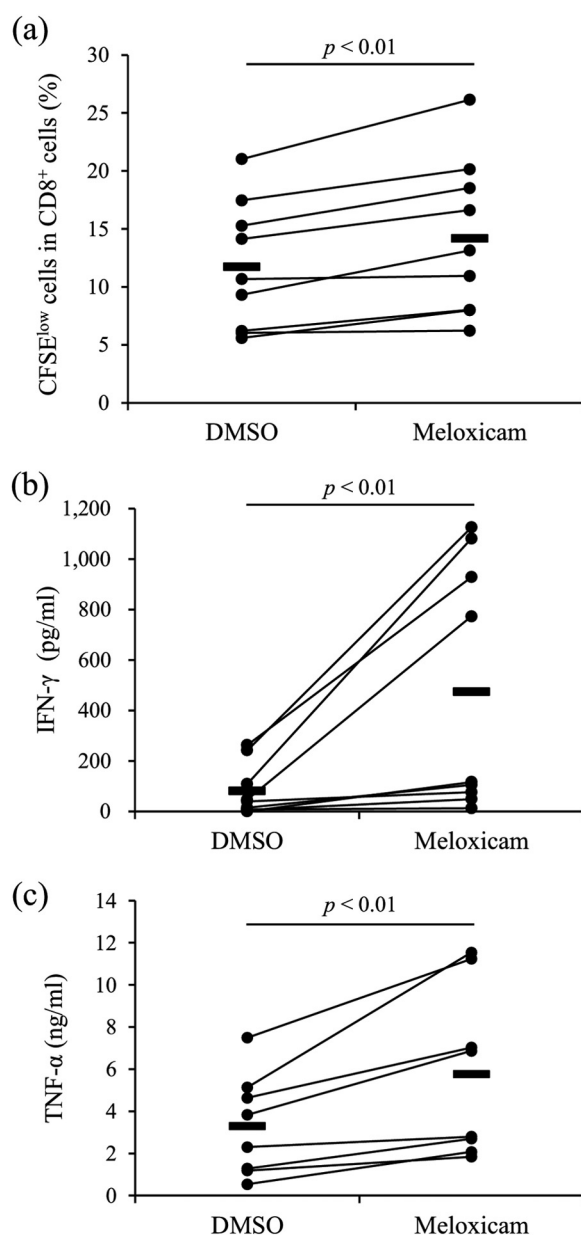 (a)
p < 0.01
CFSE^low cells in CD8⁺ cells (%)
30
25
20
15
10
5
0
DMSO Meloxicam
(b)
p < 0.01
IFN-γ (pg/ml)
1,200
1,000
800
600
400
200
0
DMSO Meloxicam
(c)
p < 0.01
TNF-α (ng/ml)
14
12
10
8
6
4
2
0
DMSO Meloxicam